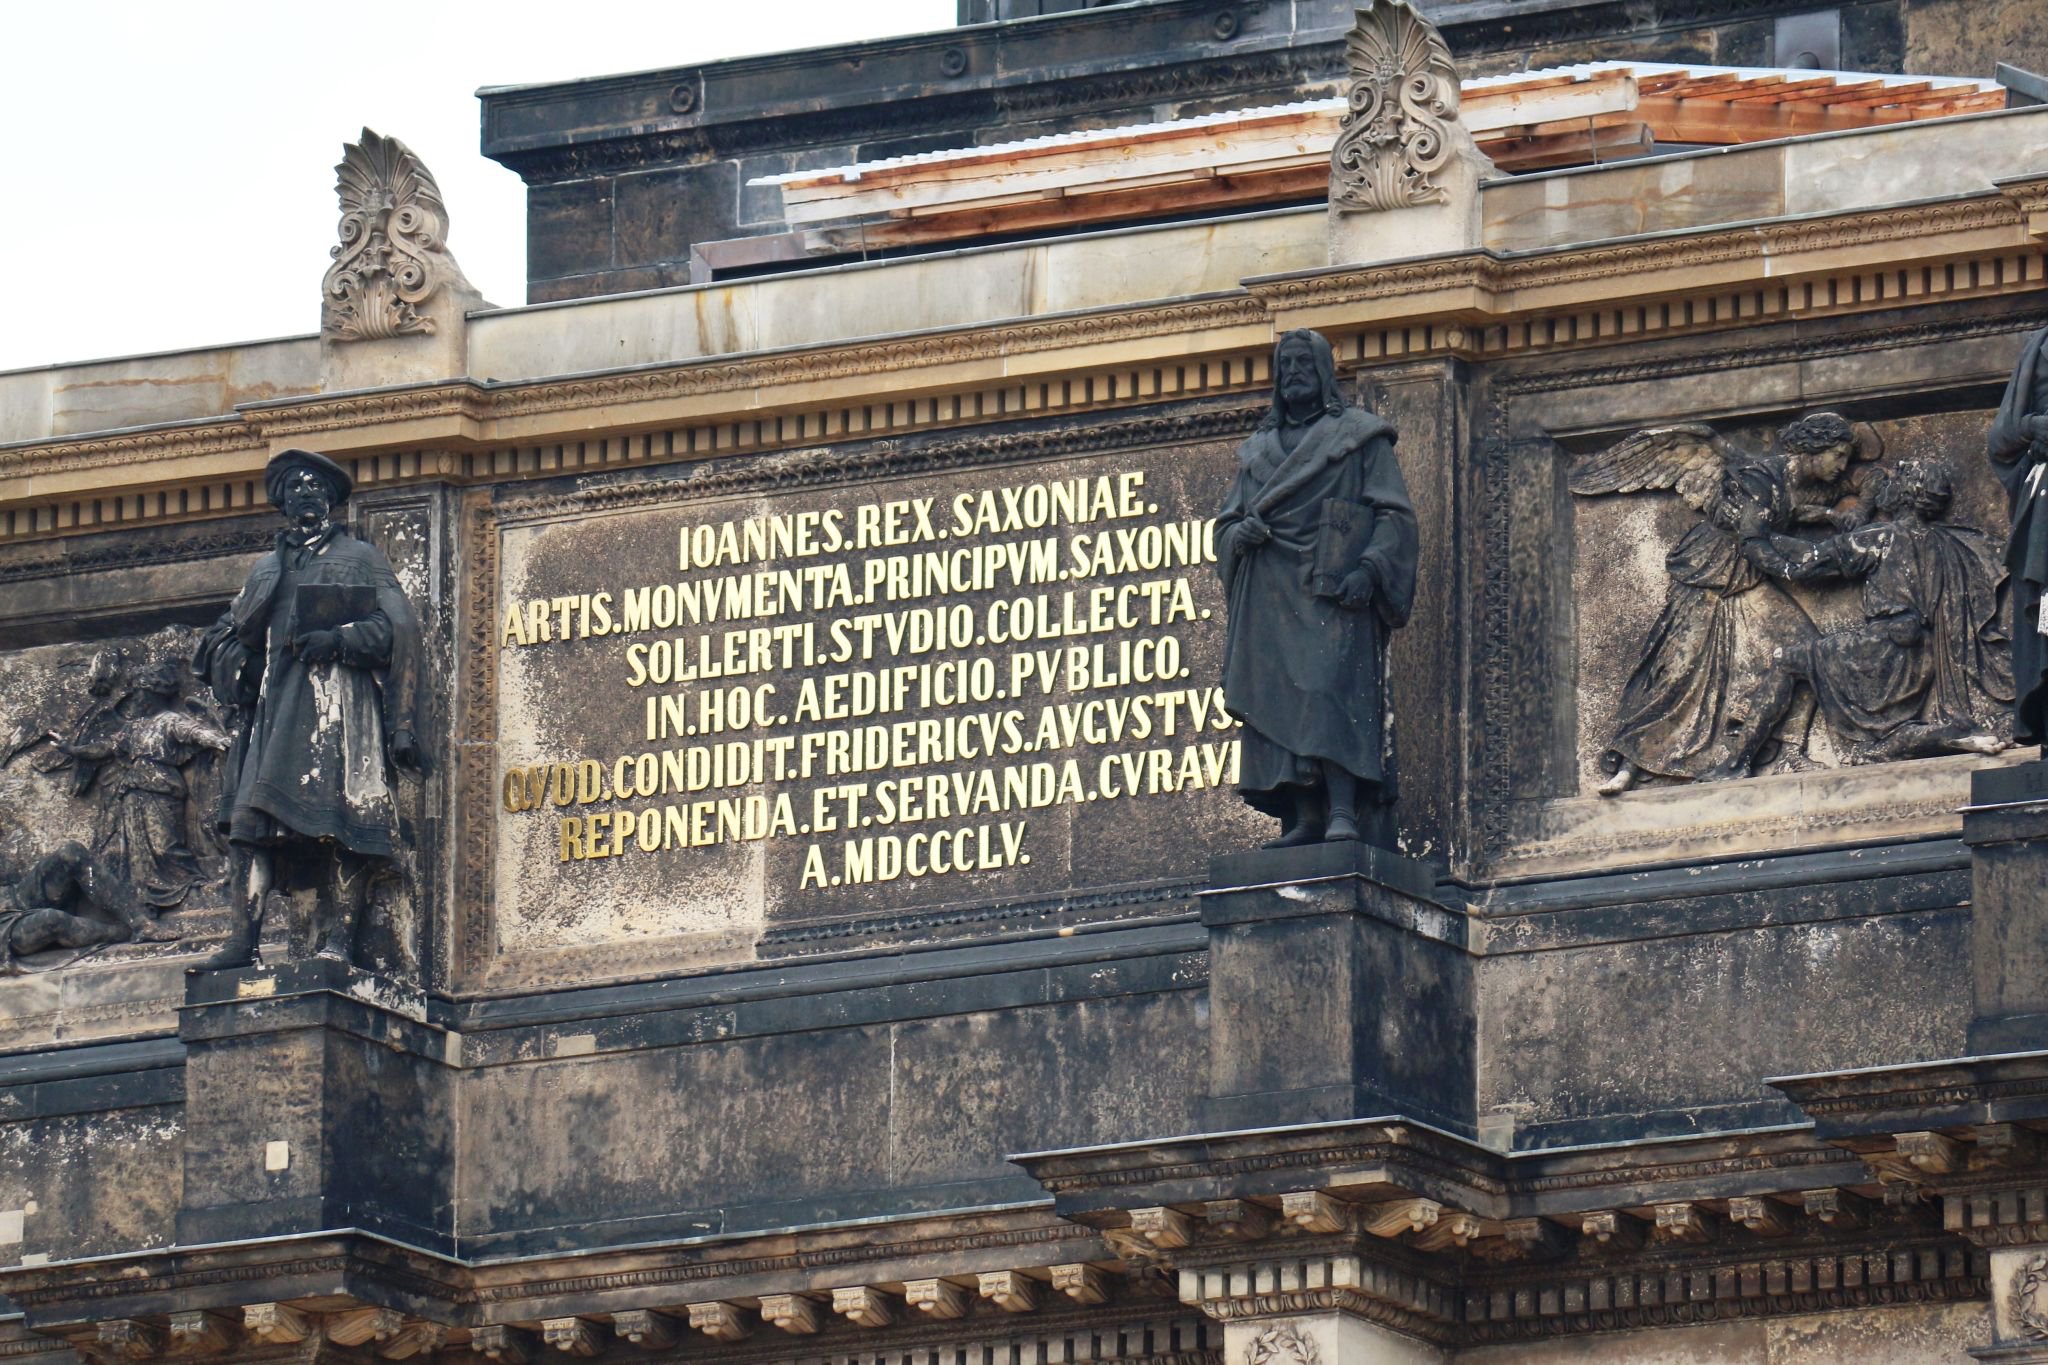 IOANNES.REX.SAXONIAE.
ARTIS.MONVMENTA.PRINCIPVM.SAXONIC
SOLLERTI.STVDIO.COLLECTA.
IN.HOC.AEDIFICIO.PVBLICO.
QVOD.CONDIDIT.FRIDERICVS.AVGVSTVS.
REPONENDA.ET.SERVANDA.CVRAVI
A.MDCCCLV.